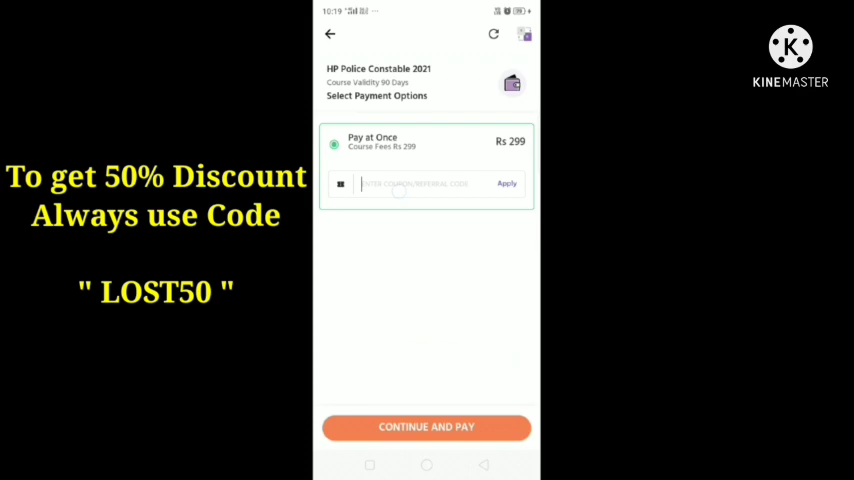 10:19
HP Police Constable 2021
Course Validity 90 Days
Select Payment Options
Pay at Once
Course Fees Rs 299
Rs 299
ENTER COUPON/REFERRAL CODE
Apply
CONTINUE AND PAY
To get 50% Discount
Always use Code
" LOST50 "
K
KINEMASTER